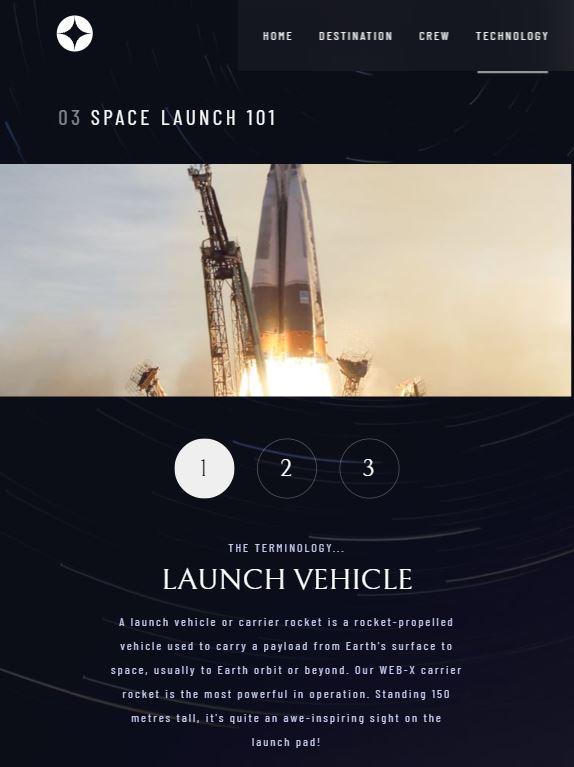 HOME DESTINATION CREW TECHNOLOGY
03 SPACE LAUNCH 101
1 2 3
THE TERMINOLOGY...
LAUNCH VEHICLE
A launch vehicle or carrier rocket is a rocket-propelled
vehicle used to carry a payload from Earth's surface to
space, usually to Earth orbit or beyond. Our WEB-X carrier
rocket is the most powerful in operation. Standing 150
metres tall, it's quite an awe-inspiring sight on the
launch pad!